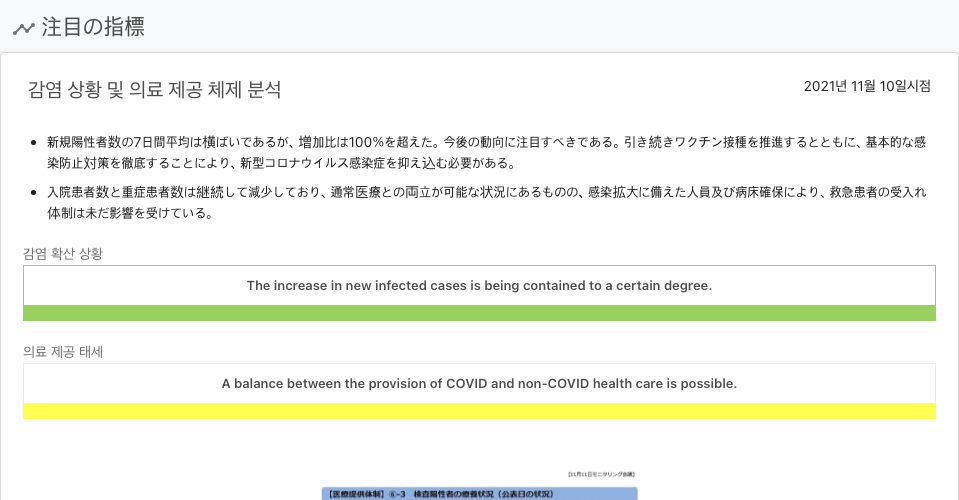 注目の指標
감염 상황 및 의료 제공 체제 분석
2021년 11월 10일시점
新規陽性者数の7日間平均は横ばいであるが、増加比は100%を超えた。今後の動向に注目すべきである。引き続きワクチン接種を推進するとともに、基本的な感
染防止対策を徹底することにより、新型コロナウイルス感染症を抑え込む必要がある。
入院患者数と重症患者数は継続して減少しており、通常医療との両立が可能な状況にあるものの、感染拡大に備えた人員及び病床確保により、救急患者の受入れ
体制は未だ影響を受けている。
감염 확산 상황
The increase in new infected cases is being contained to a certain degree.
의료 제공 태세
A balance between the provision of COVID and non-COVID health care is possible.
【11月11日モニタリング会議】
【医療提供体制】⑥-3 検査陽性者の療養状況（公表日の状況）